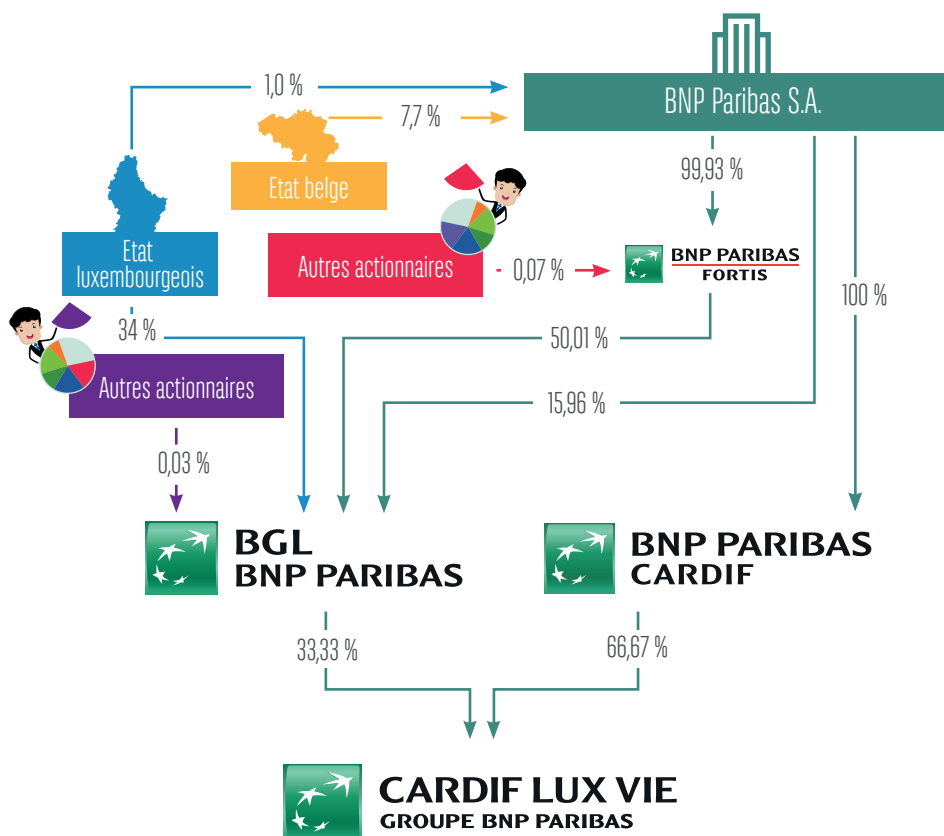 1,0 %
BNP Paribas S.A.
7,7 %
Etat belge
99,93 %
Etat
luxembourgeois
Autres actionnaires
0,07 %
BNP PARIBAS
FORTIS
100 %
34 %
50,01 %
Autres actionnaires
15,96 %
0,03 %
BGL
BNP PARIBAS
BNP PARIBAS
CARDIF
33,33 %
66,67 %
CARDIF LUX VIE
GROUPE BNP PARIBAS